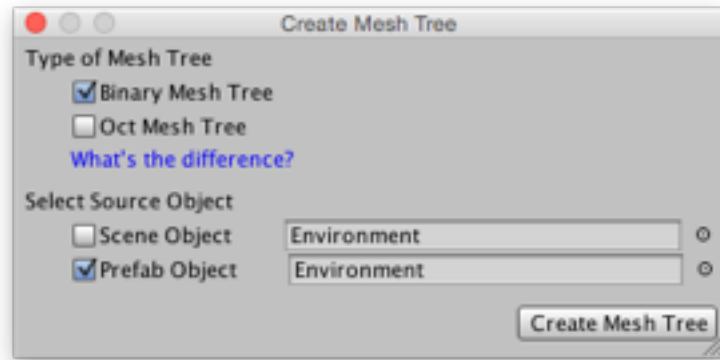 Create Mesh Tree
Type of Mesh Tree
Binary Mesh Tree
Oct Mesh Tree
What's the difference?
Select Source Object
Scene Object Environment
Prefab Object Environment
Create Mesh Tree